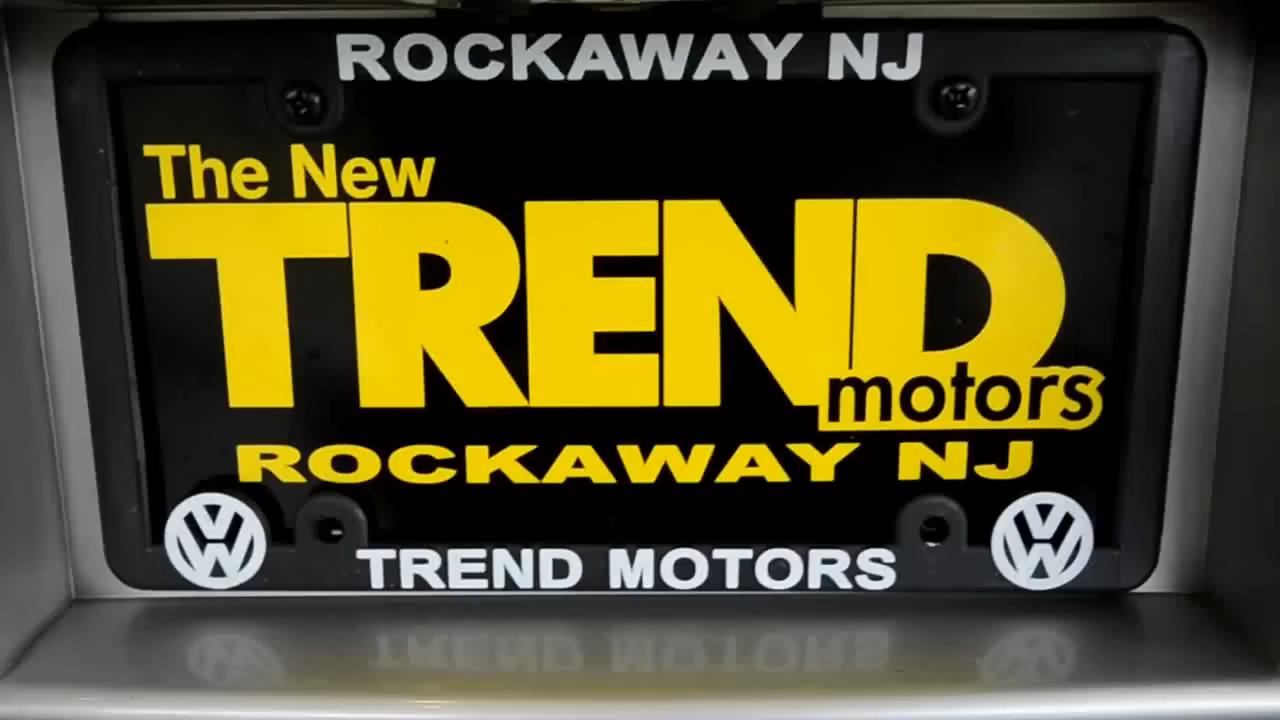 ROCKAWAY NJ
The New
TREND
motors
ROCKAWAY NJ
TREND MOTORS